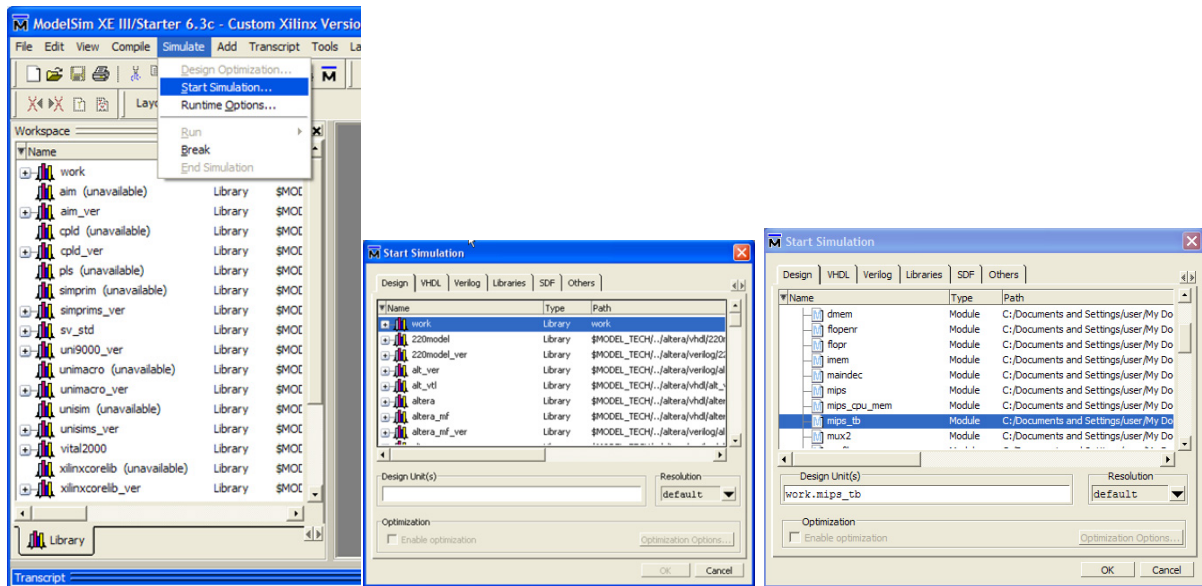 ModelSim XE III/Starter 6.3c - Custom Xilinx Versio
File Edit View Compile Simulate Add Transcript Tools La
Design Optimization...
Start Simulation...
Runtime Options...
Run
Break
End Simulation
Layo
Workspace
Name
work
aim (unavailable) Library $MOD
aim_ver Library $MOD
cpld (unavailable) Library $MOD
cpld_ver Library $MOD
pls (unavailable) Library $MOD
simprim (unavailable) Library $MOD
simprims_ver Library $MOD
sv_std Library $MOD
uni9000_ver Library $MOD
unimacro (unavailable) Library $MOD
unimacro_ver Library $MOD
unisim (unavailable) Library $MOD
unisims_ver Library $MOD
vital2000 Library $MOD
xilinxcorelib (unavailable) Library $MOD
xilinxcorelib_ver Library $MOD
Library
Transcript
Start Simulation
Design VHDL Verilog Libraries SDF Others
Name Type Path
work Library work
220model Library $MODEL_TECH/../altera/vhdl/220r
220model_ver Library $MODEL_TECH/../altera/verilog/22
alt_ver Library $MODEL_TECH/../altera/verilog/al
alt_vtl Library $MODEL_TECH/../altera/vhdl/alt_v
altera Library $MODEL_TECH/../altera/vhdl/alter
altera_mf Library $MODEL_TECH/../altera/vhdl/alter
altera_mf_ver Library $MODEL_TECH/../altera/verilog/al
Design Unit(s)
Resolution
default
Optimization
Enable optimization
Optimization Options...
OK Cancel
Start Simulation
Design VHDL Verilog Libraries SDF Others
Name Type Path
dmem Module C:/Documents and Settings/user/My Do
flopenr Module C:/Documents and Settings/user/My Do
flopr Module C:/Documents and Settings/user/My Do
imem Module C:/Documents and Settings/user/My Do
maindec Module C:/Documents and Settings/user/My Do
mips Module C:/Documents and Settings/user/My Do
mips_cpu_mem Module C:/Documents and Settings/user/My Do
mips_tb Module C:/Documents and Settings/user/My Do
mux2 Module C:/Documents and Settings/user/My Do
Design Unit(s)
Resolution
work.mips_tb
default
Optimization
Enable optimization
Optimization Options...
OK Cancel